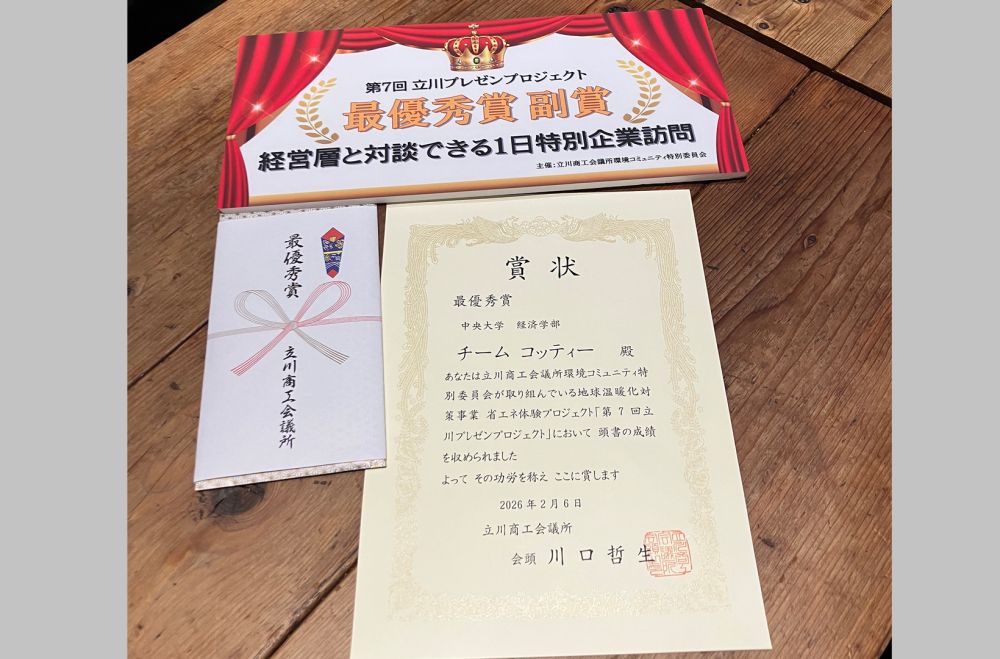 第7回 立川プレゼンプロジェクト
最優秀賞 副賞
経営層と対談できる1日特別企業訪問
主催:立川商工会議所環境コミュニティ特別委員会
最優秀賞
立川商工会議所
賞状
最優秀賞
中央大学 経済学部
チーム コッティー 殿
あなたは立川商工会議所環境コミュニティ特
別委員会が取り組んでいる地球温暖化対
策事業 省エネ体験プロジェクト「第7回立
川プレゼンプロジェクト」において 頭書の成績
を収められました
よって その功労を称え ここに賞します
2026年2月6日
立川商工会議所
会頭 川口哲生